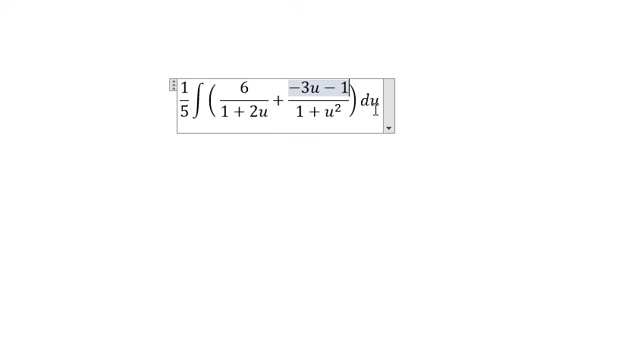 1/5 ∫ ( 6/(1 + 2u) + (−3u − 1)/(1 + u²) ) du